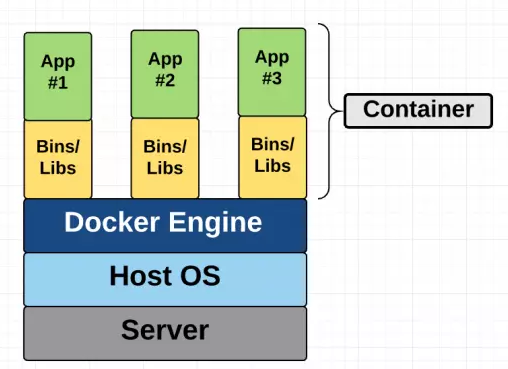 App
#1
App
#2
App
#3
Container
Bins/
Libs
Bins/
Libs
Bins/
Libs
Docker Engine
Host OS
Server